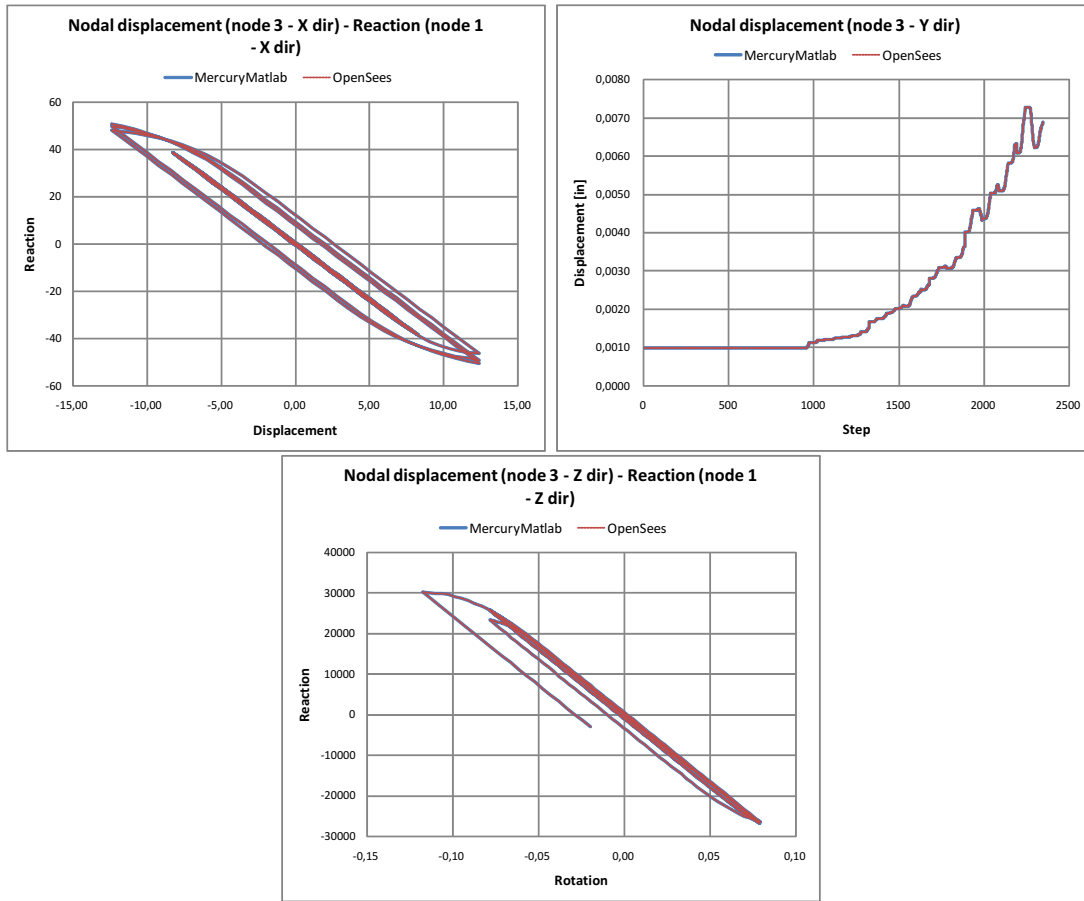 Nodal displacement (node 3 - X dir) - Reaction (node 1
- X dir)
MercuryMatlab OpenSees
60
40
20
0
-20
-40
-60
Reaction
-15,00 -10,00 -5,00 0,00 5,00 10,00 15,00
Displacement
Nodal displacement (node 3 - Y dir)
MercuryMatlab OpenSees
0,0080
0,0070
0,0060
0,0050
0,0040
0,0030
0,0020
0,0010
0,0000
Displacement [in]
0 500 1000 1500 2000 2500
Step
Nodal displacement (node 3 - Z dir) - Reaction (node 1
- Z dir)
MercuryMatlab OpenSees
40000
30000
20000
10000
0
-10000
-20000
-30000
Reaction
-0,15 -0,10 -0,05 0,00 0,05 0,10
Rotation